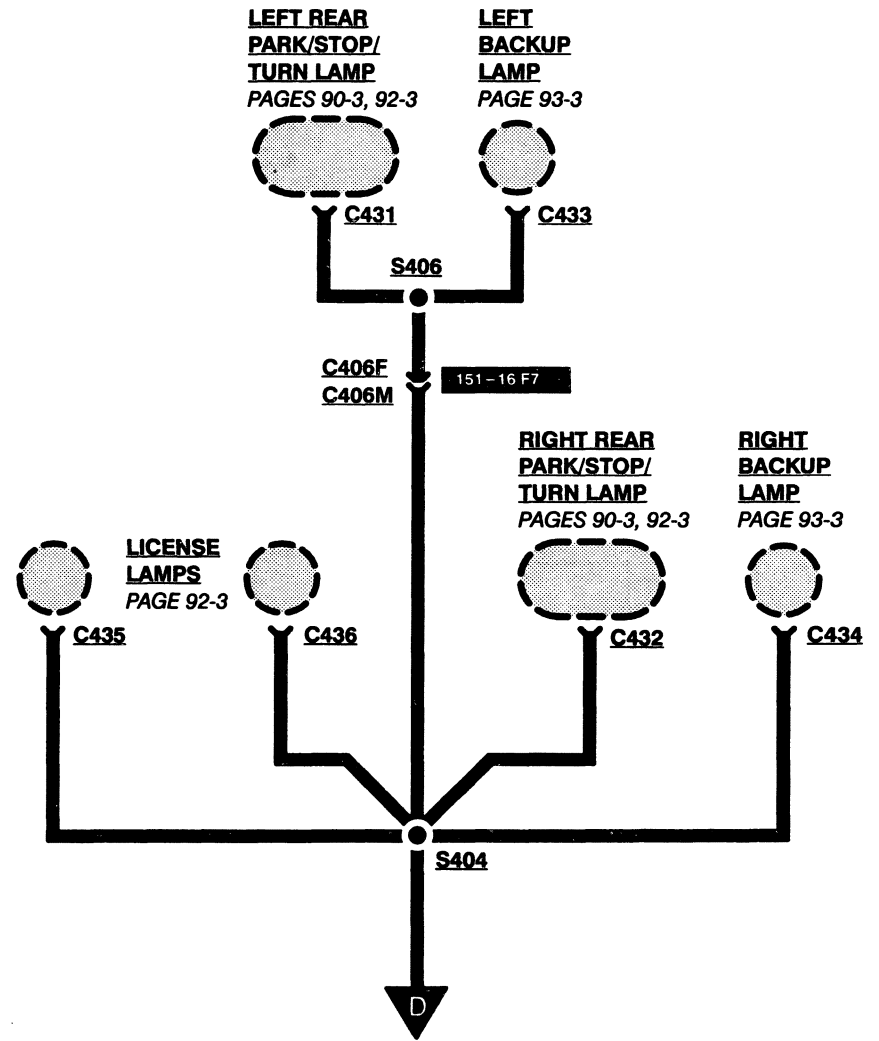 LEFT REAR
PARK/STOP/
TURN LAMP
PAGES 90-3, 92-3
LEFT
BACKUP
LAMP
PAGE 93-3
C431
C433
S406
C406F
C406M
151-16 F7
RIGHT REAR
PARK/STOP/
TURN LAMP
PAGES 90-3, 92-3
RIGHT
BACKUP
LAMP
PAGE 93-3
LICENSE
LAMPS
PAGE 92-3
C435
C436
C432
C434
S404
D